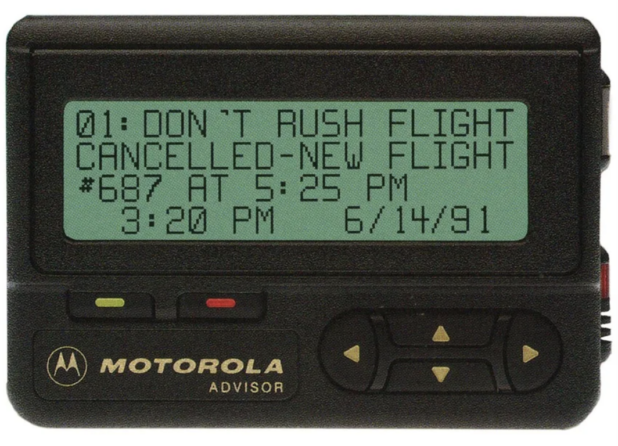 01: DON'T RUSH FLIGHT
CANCELLED-NEW FLIGHT
#687 AT 5:25 PM
3:20 PM 6/14/91
MOTOROLA
ADVISOR